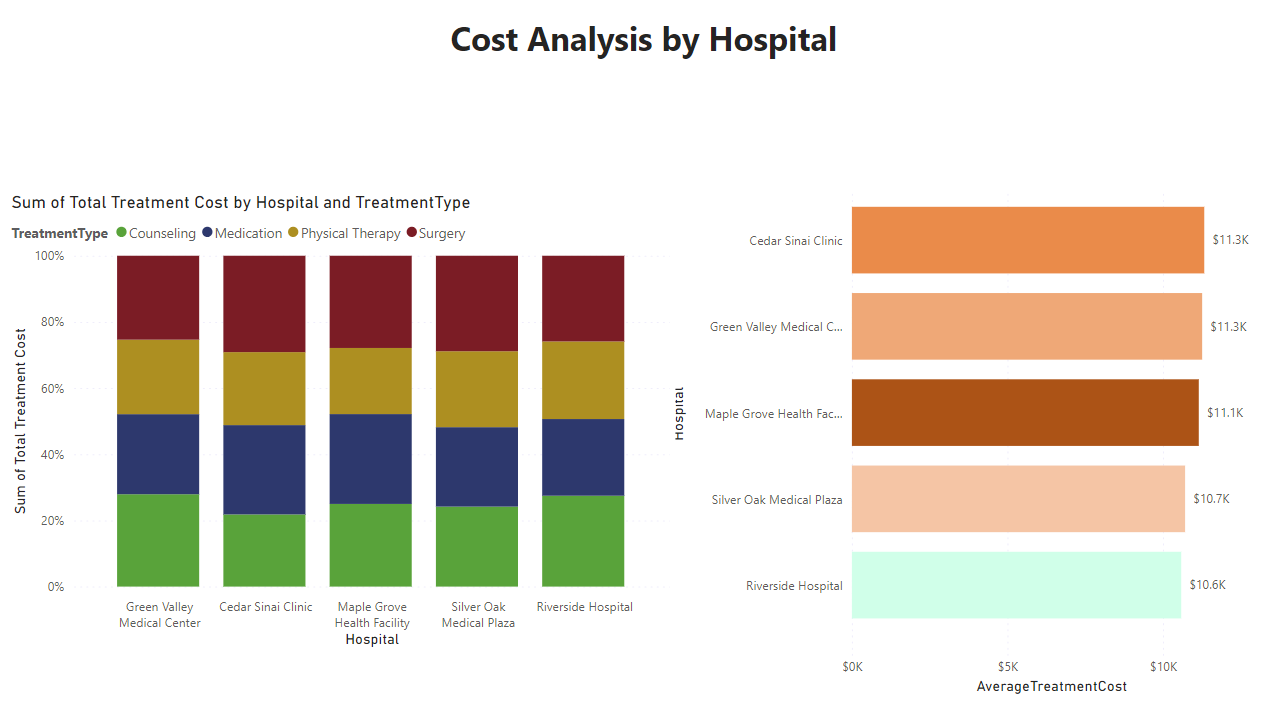 Cost Analysis by Hospital
Sum of Total Treatment Cost by Hospital and TreatmentType
TreatmentType Counseling Medication Physical Therapy Surgery
Sum of Total Treatment Cost
100%
80%
60%
40%
20%
0%
Green Valley
Medical Center
Cedar Sinai Clinic
Maple Grove
Health Facility
Silver Oak
Medical Plaza
Riverside Hospital
Hospital
Hospital
Cedar Sinai Clinic $11.3K
Green Valley Medical C... $11.3K
Maple Grove Health Fac... $11.1K
Silver Oak Medical Plaza $10.7K
Riverside Hospital $10.6K
$0K $5K $10K
AverageTreatmentCost